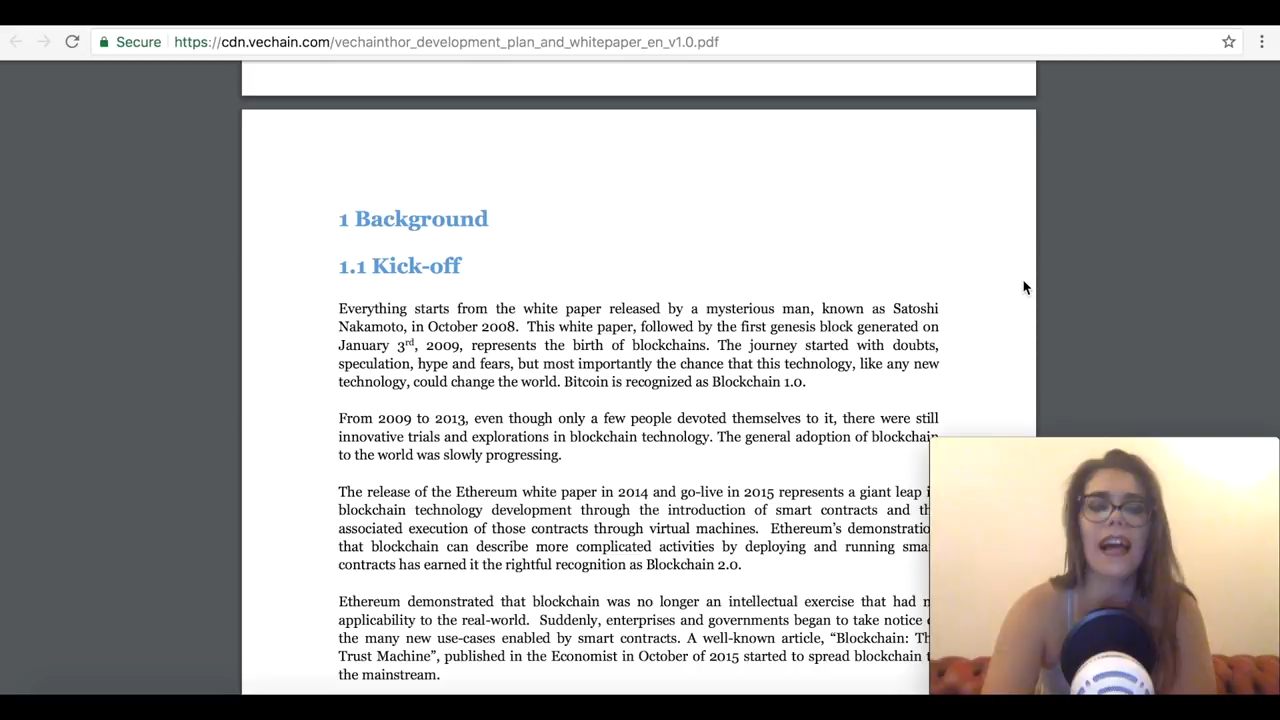 Secure https://cdn.vechain.com/vechainthor_development_plan_and_whitepaper_en_v1.0.pdf
1 Background
1.1 Kick-off
Everything starts from the white paper released by a mysterious man, known as Satoshi
Nakamoto, in October 2008. This white paper, followed by the first genesis block generated on
January 3rd, 2009, represents the birth of blockchains. The journey started with doubts,
speculation, hype and fears, but most importantly the chance that this technology, like any new
technology, could change the world. Bitcoin is recognized as Blockchain 1.0.
From 2009 to 2013, even though only a few people devoted themselves to it, there were still
innovative trials and explorations in blockchain technology. The general adoption of blockchain
to the world was slowly progressing.
The release of the Ethereum white paper in 2014 and go-live in 2015 represents a giant leap
blockchain technology development through the introduction of smart contracts and
associated execution of those contracts through virtual machines. Ethereum's
that blockchain can describe more complicated activities by deploying and running
contracts has earned it the rightful recognition as Blockchain 2.0.
Ethereum demonstrated that blockchain was no longer an intellectual exercise that had
applicability to the real-world. Suddenly, enterprises and governments began to take notice
the many new use-cases enabled by smart contracts. A well-known article, “Blockchain:
Trust Machine”, published in the Economist in October of 2015 started to spread blockchain
the mainstream.